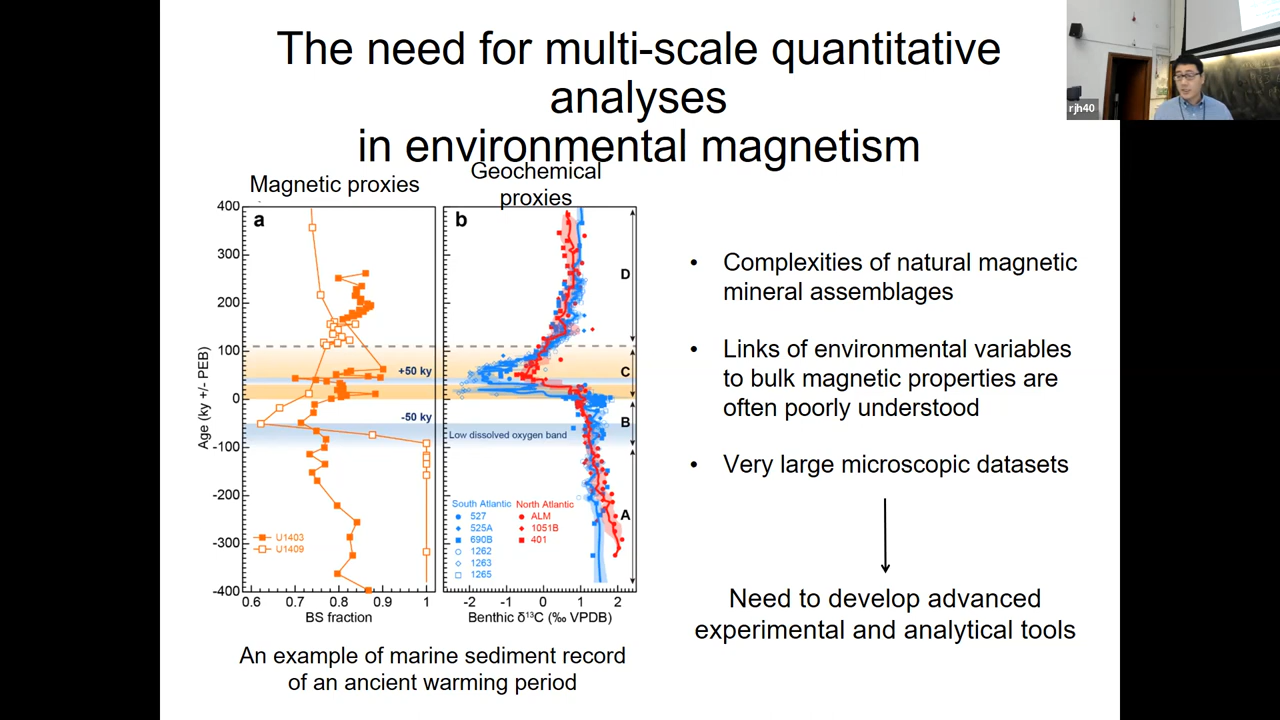 The need for multi-scale quantitative
analyses
in environmental magnetism
rjh40
Magnetic proxies
Geochemical
proxies
a
b
400
300
200
100
0
-100
-200
-300
-400
Age (ky +/- PEB)
+50 ky
-50 ky
Low dissolved oxygen band
D
C
B
A
U1403
U1409
South Atlantic
527
525A
690B
1262
1263
1265
North Atlantic
ALM
1051B
401
0.6 0.7 0.8 0.9 1
BS fraction
-2 -1 0 1 2
Benthic δ¹³C (‰ VPDB)
An example of marine sediment record
of an ancient warming period
• Complexities of natural magnetic
mineral assemblages
• Links of environmental variables
to bulk magnetic properties are
often poorly understood
• Very large microscopic datasets
Need to develop advanced
experimental and analytical tools